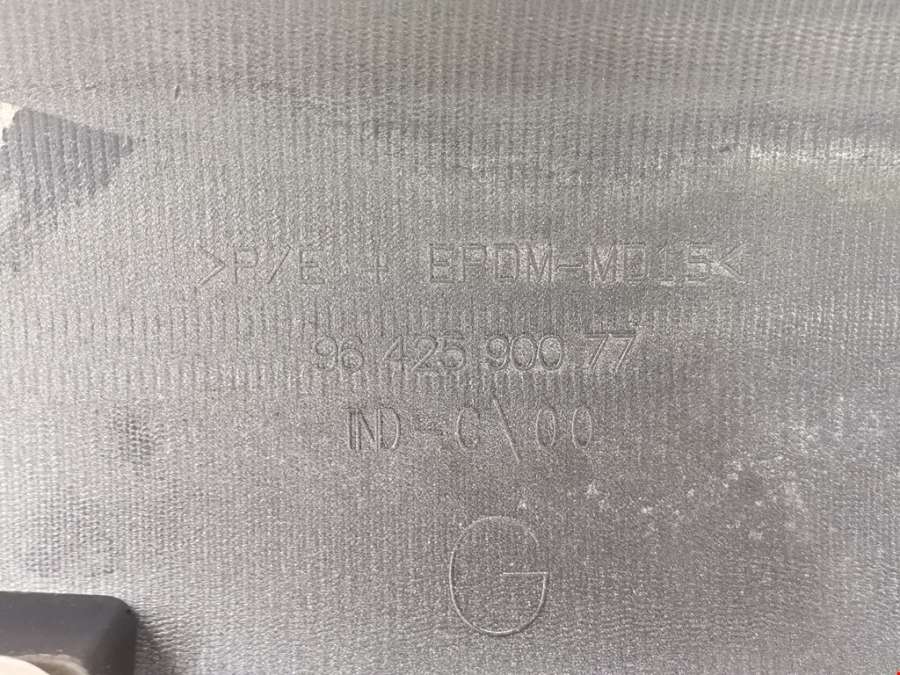 >P/E + EPDM-MD15<
96 425 900 77
IND-C\00
G